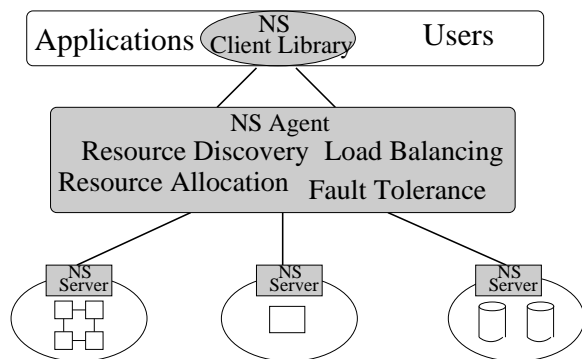 Applications
NS
Client Library
Users
NS Agent
Resource Discovery
Load Balancing
Resource Allocation
Fault Tolerance
NS
Server
NS
Server
NS
Server